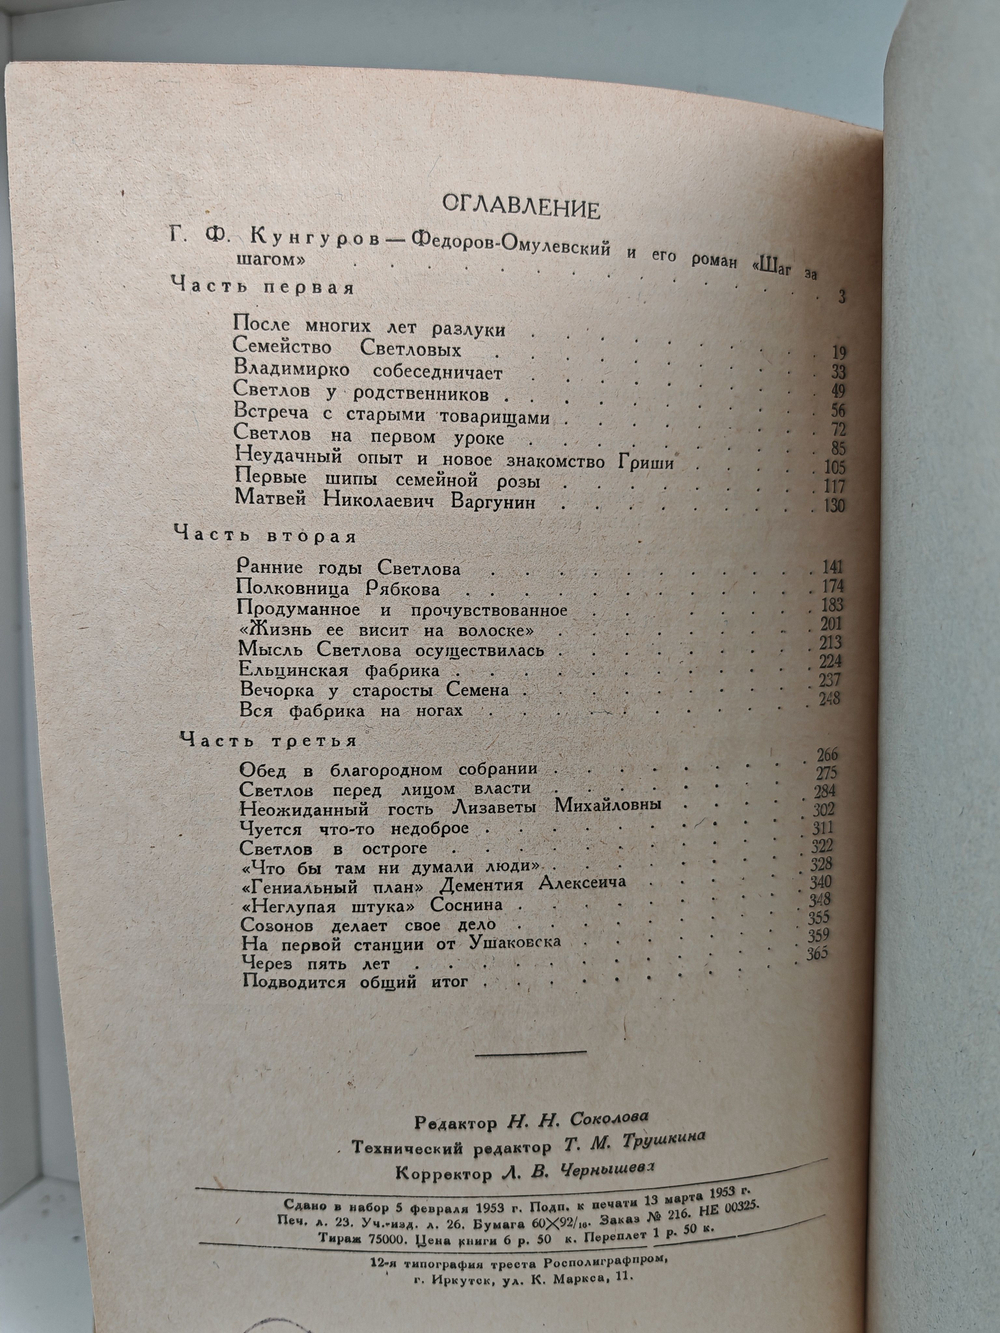 ОГЛАВЛЕНИЕ
Г. Ф. Кунгуров — Федоров-Омулевский и его роман «Шаг за
шагом» . . . . . . . . . . . . 3
Часть первая
После многих лет разлуки . . . . . . . 19
Семейство Светловых . . . . . . . 33
Владимирко собеседничает . . . . . . . 49
Светлов у родственников . . . . . . . 56
Встреча с старыми товарищами . . . . . . . 72
Светлов на первом уроке . . . . . . . 85
Неудачный опыт и новое знакомство Гриши . . . . . 105
Первые шипы семейной розы . . . . . . . 117
Матвей Николаевич Варгунин . . . . . . . 130
Часть вторая
Ранние годы Светлова . . . . . . . . 141
Полковница Рябкова . . . . . . . . 174
Продуманное и прочувствованное . . . . . . 183
«Жизнь ее висит на волоске» . . . . . . . 201
Мысль Светлова осуществилась . . . . . . . 213
Ельцинская фабрика . . . . . . . . 224
Вечорка у старосты Семена . . . . . . . 237
Вся фабрика на ногах . . . . . . . . 248
Часть третья
Обед в благородном собрании . . . . . . . 266
Светлов перед лицом власти . . . . . . . 275
Неожиданный гость Лизаветы Михайловны . . . . 284
Чуется что-то недоброе . . . . . . . . 302
Светлов в остроге . . . . . . . . 311
«Что бы там ни думали люди» . . . . . . . 322
«Гениальный план» Дементия Алексеича . . . . . 328
«Неглупая штука» Соснина . . . . . . . 340
Созонов делает свое дело . . . . . . . 348
На первой станции от Ушаковска . . . . . . 355
Через пять лет . . . . . . . . . 359
Подводится общий итог . . . . . . . . 365
Редактор Н. Н. Соколова
Технический редактор Т. М. Трушкина
Корректор Л. В. Чернышева
Сдано в набор 5 февраля 1953 г. Подп. к печати 13 марта 1953 г.
Печ. л. 23. Уч.-изд. л. 26. Бумага 60X92/16. Заказ № 216. НЕ 00325.
Тираж 75000. Цена книги 6 р. 50 к. Переплет 1 р. 50 к.
12-я типография треста Росполиграфпром,
г. Иркутск, ул. К. Маркса, 11.